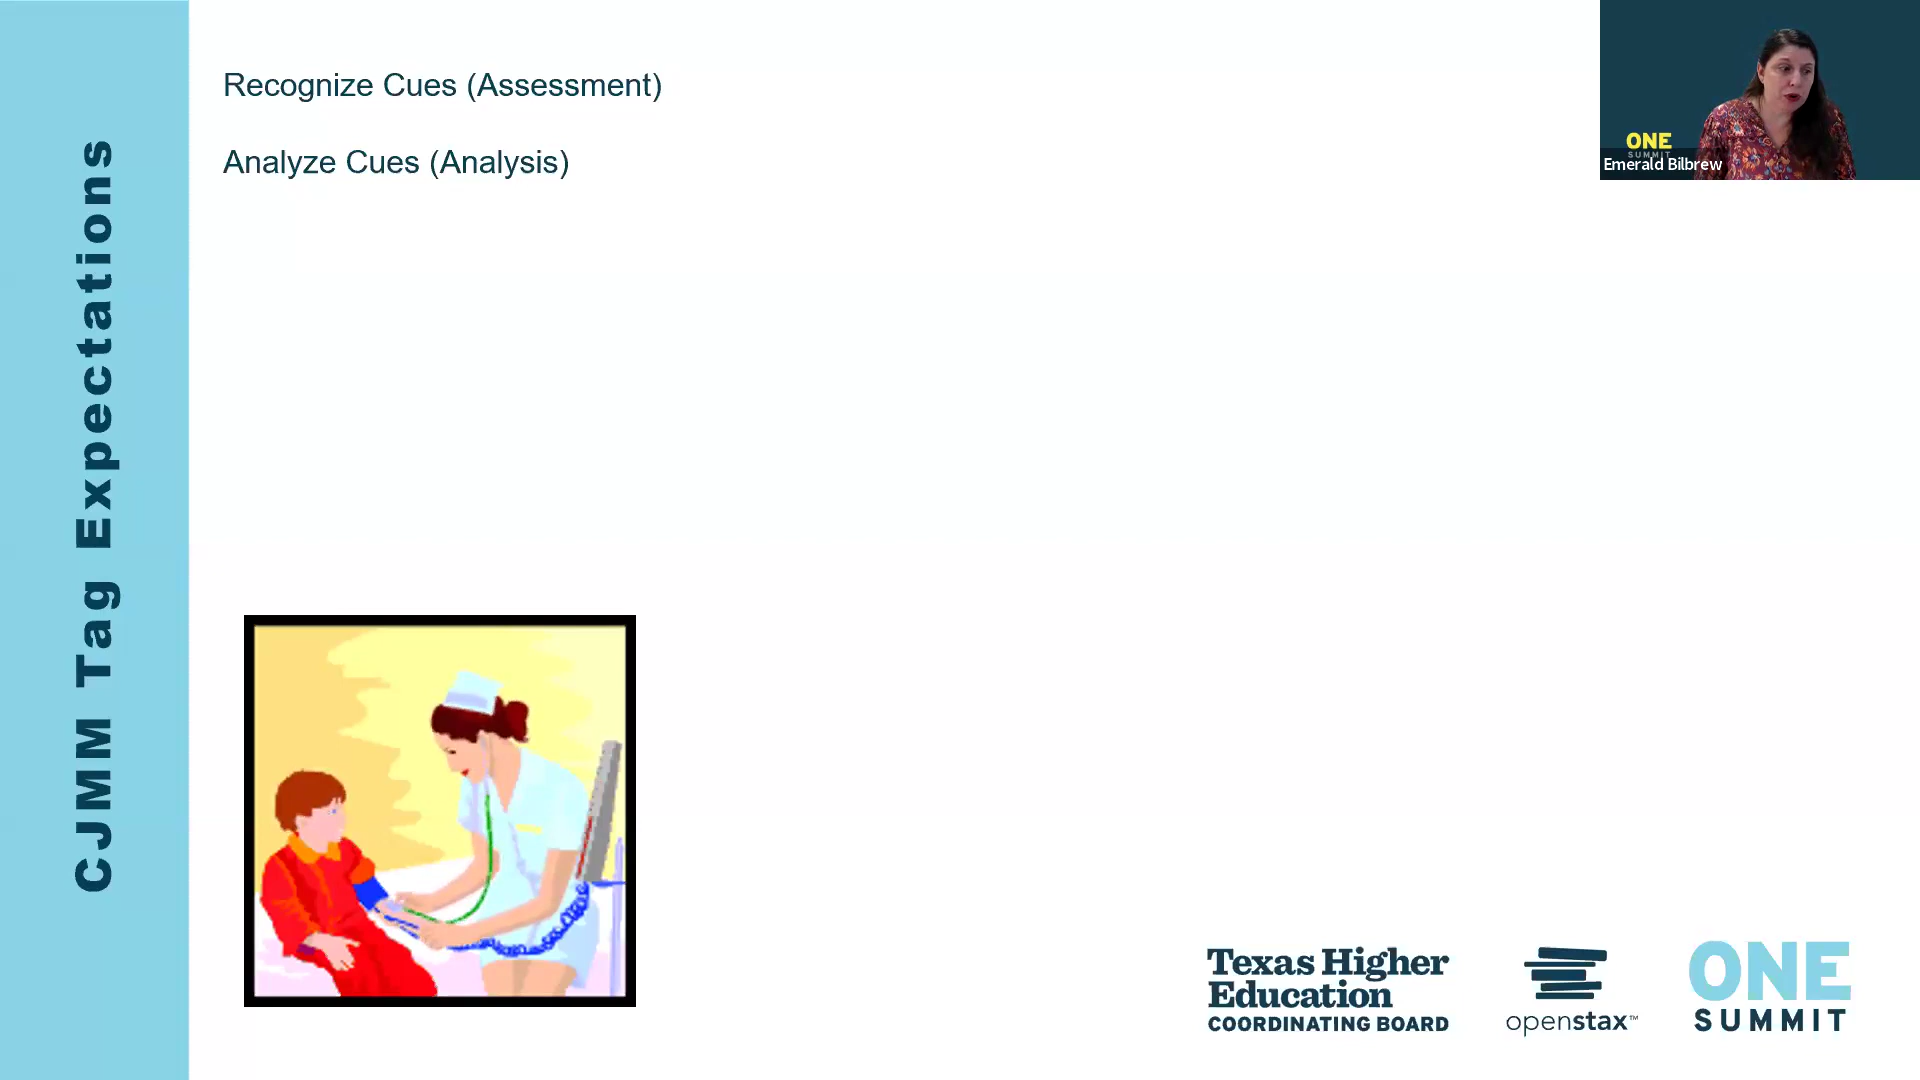 CJMM Tag Expectations
Recognize Cues (Assessment)
Analyze Cues (Analysis)
ONE
SUMMIT
Emerald Bilbrew
Texas Higher
Education
COORDINATING BOARD
openstax™
ONE
SUMMIT